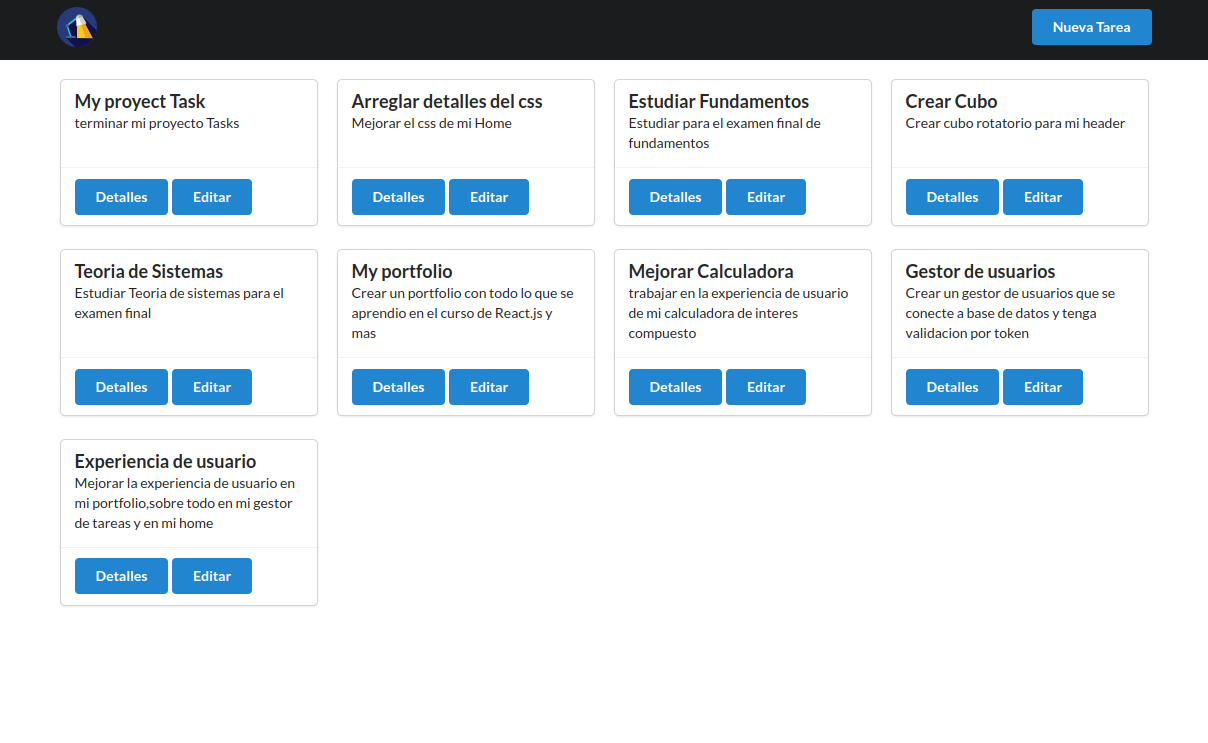 Nueva Tarea
My proyect Task
terminar mi proyecto Tasks
Detalles Editar
Arreglar detalles del css
Mejorar el css de mi Home
Detalles Editar
Estudiar Fundamentos
Estudiar para el examen final de
fundamentos
Detalles Editar
Crear Cubo
Crear cubo rotatorio para mi header
Detalles Editar
Teoria de Sistemas
Estudiar Teoria de sistemas para el
examen final
Detalles Editar
My portfolio
Crear un portfolio con todo lo que se
aprendio en el curso de React.js y
mas
Detalles Editar
Mejorar Calculadora
trabajar en la experiencia de usuario
de mi calculadora de interes
compuesto
Detalles Editar
Gestor de usuarios
Crear un gestor de usuarios que se
conecte a base de datos y tenga
validacion por token
Detalles Editar
Experiencia de usuario
Mejorar la experiencia de usuario en
mi portfolio,sobre todo en mi gestor
de tareas y en mi home
Detalles Editar